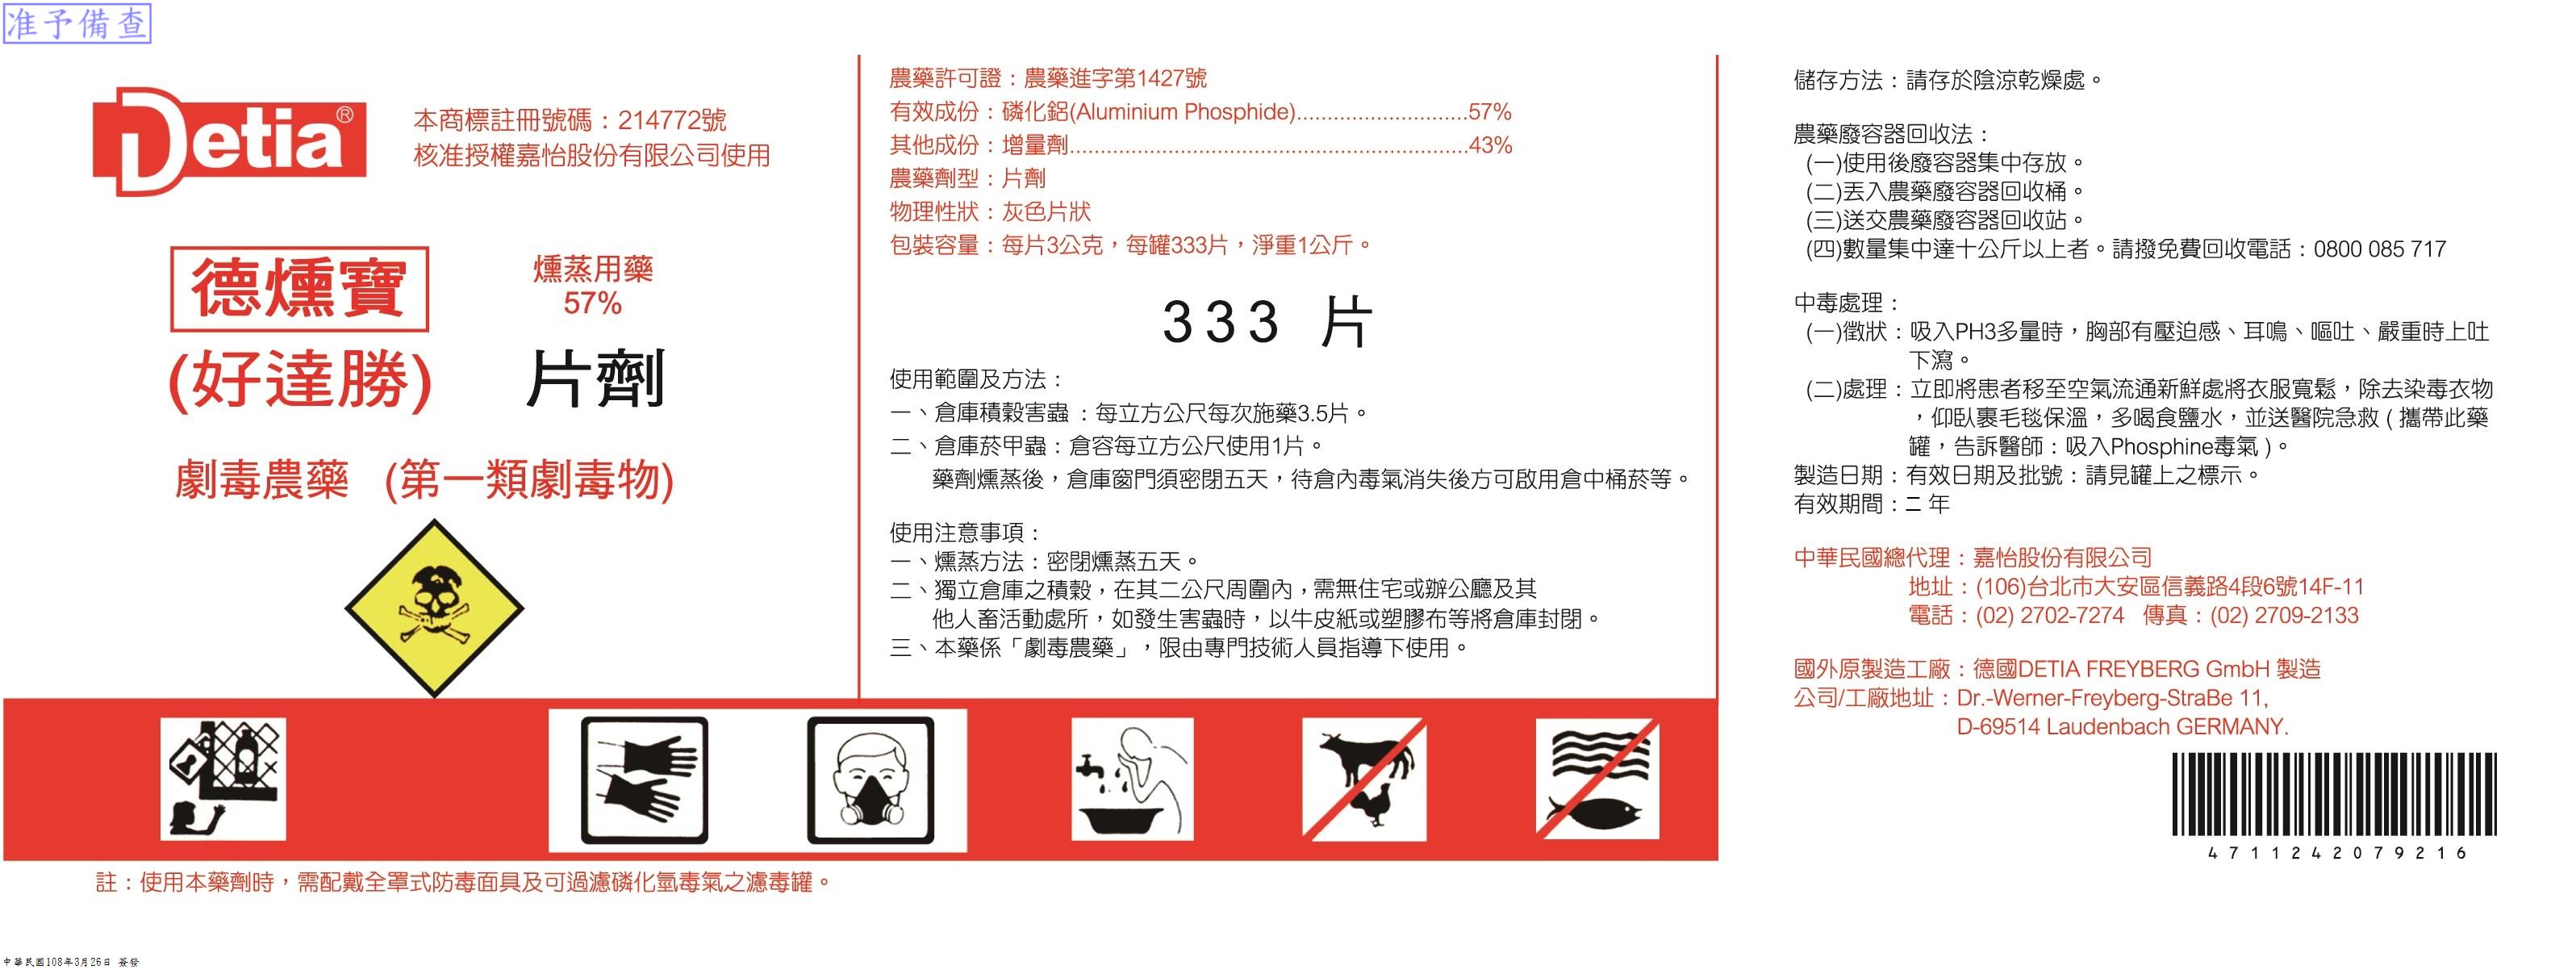 准予備查
Detia®
本商標註冊號碼：214772號
核准授權嘉怡股份有限公司使用
德燻寶
燻蒸用藥
57%
(好達勝)
片劑
劇毒農藥 (第一類劇毒物)
農藥許可證：農藥進字第1427號
有效成份：磷化鋁(Aluminium Phosphide)............................57%
其他成份：增量劑.................................................................43%
農藥劑型：片劑
物理性狀：灰色片狀
包裝容量：每片3公克，每罐333片，淨重1公斤。
333 片
使用範圍及方法：
一、倉庫積穀害蟲：每立方公尺每次施藥3.5片。
二、倉庫菸甲蟲：倉容每立方公尺使用1片。
藥劑燻蒸後，倉庫窗門須密閉五天，待倉內毒氣消失後方可啟用倉中桶菸等。
使用注意事項：
一、燻蒸方法：密閉燻蒸五天。
二、獨立倉庫之積穀，在其二公尺周圍內，需無住宅或辦公廳及其
他人畜活動處所，如發生害蟲時，以牛皮紙或塑膠布等將倉庫封閉。
三、本藥係「劇毒農藥」，限由專門技術人員指導下使用。
註：使用本藥劑時，需配戴全罩式防毒面具及可過濾磷化氫毒氣之濾毒罐。
儲存方法：請存於陰涼乾燥處。
農藥廢容器回收法：
(一)使用後廢容器集中存放。
(二)丟入農藥廢容器回收桶。
(三)送交農藥廢容器回收站。
(四)數量集中達十公斤以上者。請撥免費回收電話：0800 085 717
中毒處理：
(一)徵狀：吸入PH3多量時，胸部有壓迫感、耳鳴、嘔吐、嚴重時上吐
下瀉。
(二)處理：立即將患者移至空氣流通新鮮處將衣服寬鬆，除去染毒衣物
，仰臥裹毛毯保溫，多喝食鹽水，並送醫院急救 ( 攜帶此藥
罐，告訴醫師：吸入Phosphine毒氣 )。
製造日期：有效日期及批號：請見罐上之標示。
有效期間：二 年
中華民國總代理：嘉怡股份有限公司
地址：(106)台北市大安區信義路4段6號14F-11
電話：(02) 2702-7274 傳真：(02) 2709-2133
國外原製造工廠：德國DETIA FREYBERG GmbH 製造
公司/工廠地址：Dr.-Werner-Freyberg-StraBe 11,
D-69514 Laudenbach GERMANY.
4711242079216
中華民國108年3月26日 簽發